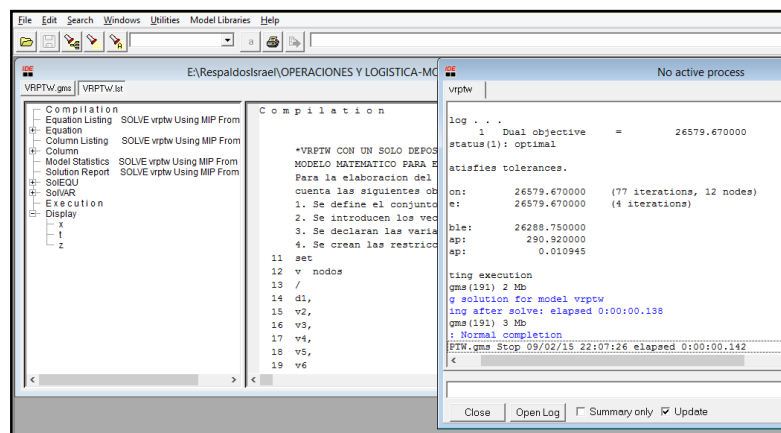 File Edit Search Windows Utilities Model Libraries Help
a
IDE E:\RespaldosIsrael\OPERACIONES Y LOGISTICA-MC
VRPTW.gms VRPTW.lst
Compilation
Equation Listing SOLVE vrptw Using MIP From
Equation
Column Listing SOLVE vrptw Using MIP From
Column
Model Statistics SOLVE vrptw Using MIP From
Solution Report SOLVE vrptw Using MIP From
SolEQU
SolVAR
Execution
Display
x
t
z
Compilation
*VRPTW CON UN SOLO DEPOS
MODELO MATEMATICO PARA E
Para la elaboracion del
cuenta las siguientes ob
1. Se define el conjunto
2. Se introducen los vec
3. Se declaran las varia
4. Se crean las restricc
11 set
12 v nodos
13 /
14 d1,
15 v2,
16 v3,
17 v4,
18 v5,
19 v6
IDE No active process
vrptw
log . . .
1 Dual objective = 26579.670000
status(1): optimal
atisfies tolerances.
on: 26579.670000 (77 iterations, 12 nodes)
e: 26579.670000 (4 iterations)
ble: 26288.750000
ap: 290.920000
ap: 0.010945
ting execution
gms(191) 2 Mb
g solution for model vrptw
ing after solve: elapsed 0:00:00.138
gms(191) 3 Mb
: Normal completion
PTW.gms Stop 09/02/15 22:07:26 elapsed 0:00:00.142
Close Open Log Summary only Update